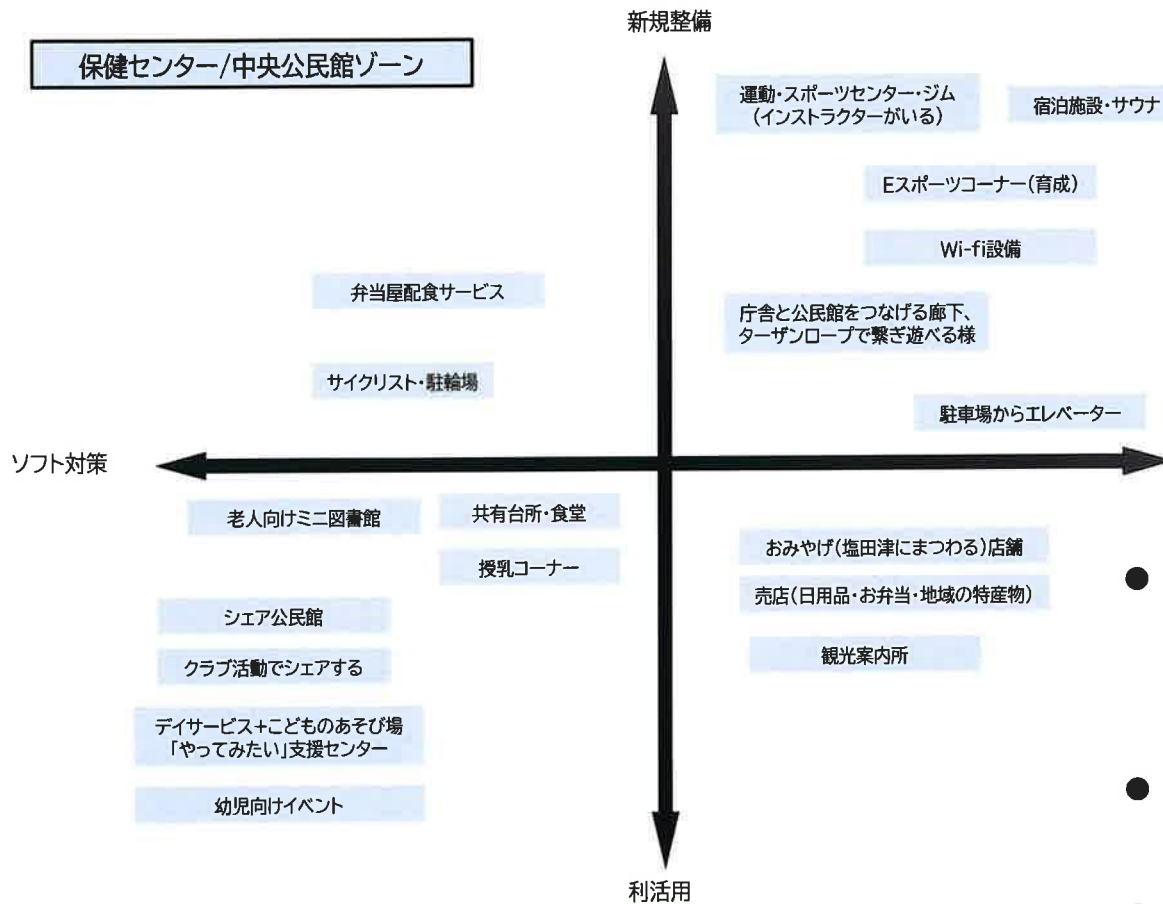 新規整備
保健センター/中央公民館ゾーン
運動・スポーツセンター・ジム
(インストラクターがいる)
宿泊施設・サウナ
Eスポーツコーナー(育成)
Wi-fi設備
弁当屋配食サービス
庁舎と公民館をつなげる廊下、
ターザンロープで繋ぎ遊べる様
サイクリスト・駐輪場
駐車場からエレベーター
ソフト対策
老人向けミニ図書館
共有台所・食堂
おみやげ(塩田津にまつわる)店舗
授乳コーナー
売店(日用品・お弁当・地域の特産物)
シェア公民館
観光案内所
クラブ活動でシェアする
デイサービス+こどものあそび場
「やってみたい」支援センター
幼児向けイベント
利活用